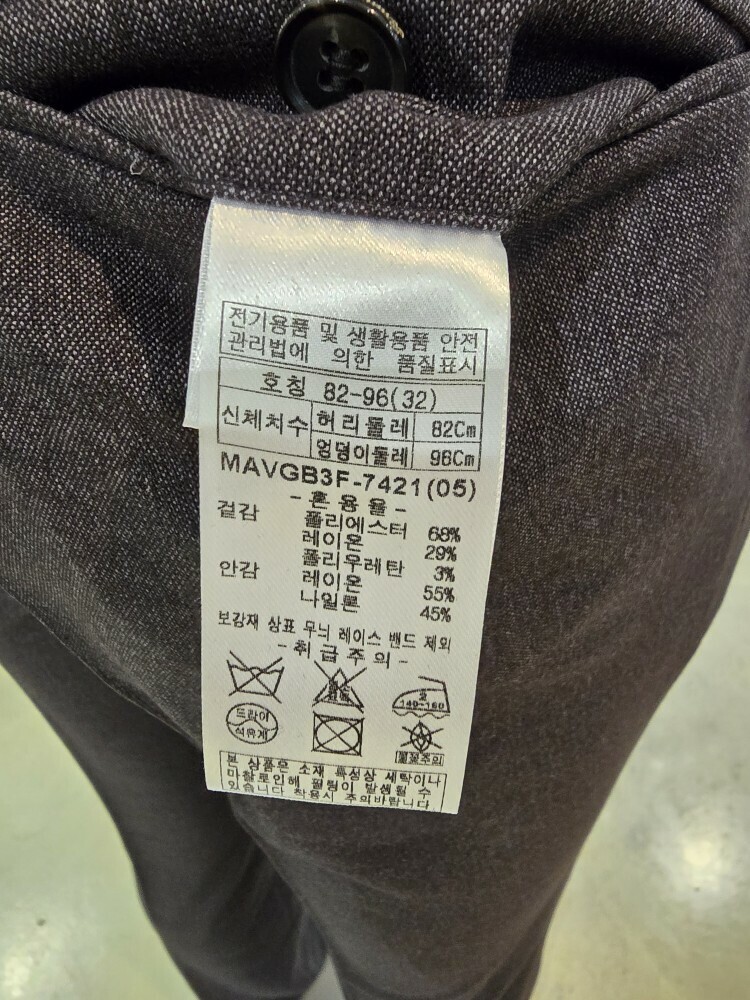 전기용품 및 생활용품 안전
관리법에 의한 품질표시
호칭 82-96(32)
신체치수 허리둘레 82Cm
엉덩이둘레 96Cm
MAVGB3F-7421(05)
-혼용율-
겉감 폴리에스터 68%
레이온 29%
폴리우레탄 3%
안감 레이온 55%
나일론 45%
보강재 상표 무늬 레이스 밴드 제외
-취급주의-
2
140~160
드라이
석유계
불꽃주의
본 상품은 소재 특성상 세탁이나
마찰로인해 필링이 발생될 수
있습니다 착용시 주의바랍니다